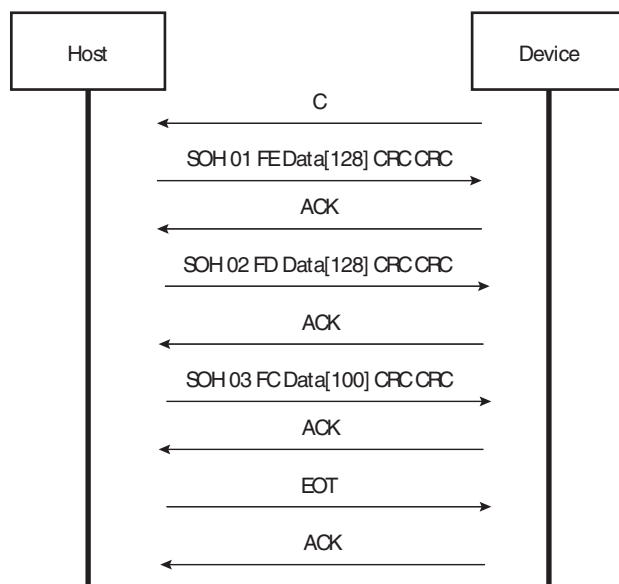 Host
Device
C
SOH 01 FE Data[128] CRC CRC
ACK
SOH 02 FD Data[128] CRC CRC
ACK
SOH 03 FC Data[100] CRC CRC
ACK
EOT
ACK